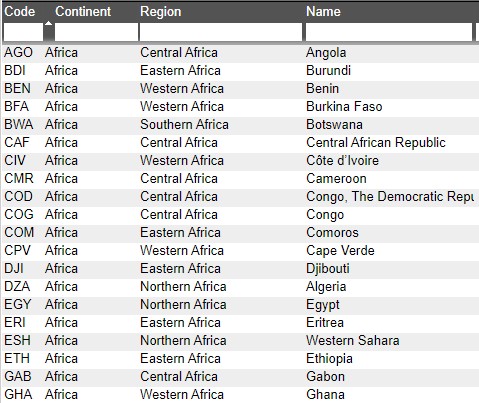 Code Continent Region Name
AGO Africa Central Africa Angola
BDI Africa Eastern Africa Burundi
BEN Africa Western Africa Benin
BFA Africa Western Africa Burkina Faso
BWA Africa Southern Africa Botswana
CAF Africa Central Africa Central African Republic
CIV Africa Western Africa Côte d’Ivoire
CMR Africa Central Africa Cameroon
COD Africa Central Africa Congo, The Democratic Repu
COG Africa Central Africa Congo
COM Africa Eastern Africa Comoros
CPV Africa Western Africa Cape Verde
DJI Africa Eastern Africa Djibouti
DZA Africa Northern Africa Algeria
EGY Africa Northern Africa Egypt
ERI Africa Eastern Africa Eritrea
ESH Africa Northern Africa Western Sahara
ETH Africa Eastern Africa Ethiopia
GAB Africa Central Africa Gabon
GHA Africa Western Africa Ghana